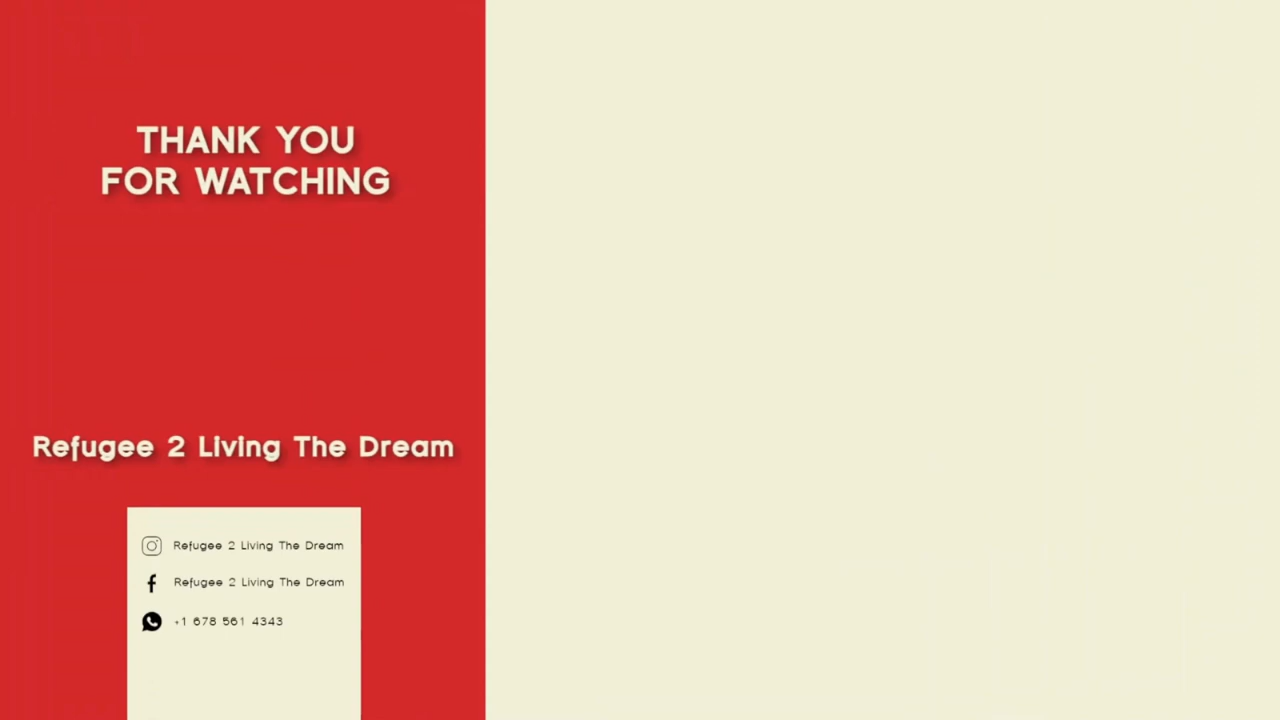 THANK YOU
FOR WATCHING
Refugee 2 Living The Dream
Refugee 2 Living The Dream
Refugee 2 Living The Dream
+1 678 561 4343